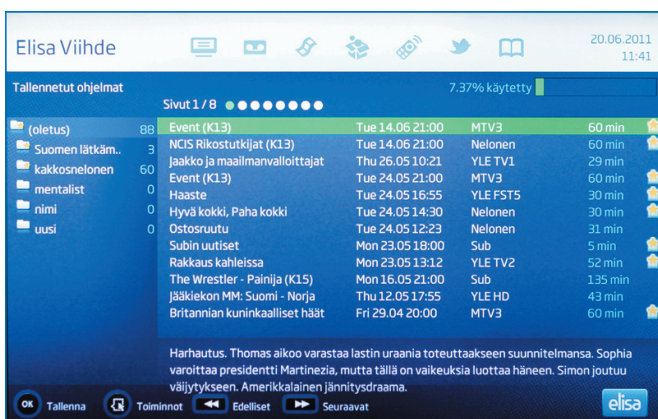 Elisa Viihde
20.06.2011
11:41
Tallennetut ohjelmat
7.37% käytetty
Sivut 1 / 8
(oletus) 88
Suomen lätkäm.. 3
kakkosnelonen 60
mentalist 0
nimi 0
uusi 0
Event (K13) Tue 14.06 21:00 MTV3 60 min
NCIS Rikostutkijat (K13) Tue 14.06 21:00 Nelonen 60 min
Jaakko ja maailmanvalloittajat Thu 26.05 10:21 YLE TV1 29 min
Event (K13) Tue 24.05 21:00 MTV3 60 min
Haaste Tue 24.05 16:55 YLE FST5 30 min
Hyvä kokki, Paha kokki Tue 24.05 14:30 Nelonen 30 min
Ostosruutu Tue 24.05 12:23 Nelonen 31 min
Subin uutiset Mon 23.05 18:00 Sub 5 min
Rakkaus kahleissa Mon 23.05 13:12 YLE TV2 52 min
The Wrestler - Painija (K15) Mon 16.05 21:00 Sub 135 min
Jääkiekon MM: Suomi - Norja Thu 12.05 17:55 YLE HD 43 min
Britannian kuninkaalliset häät Fri 29.04 20:00 MTV3 60 min
Harhautus. Thomas aikoo varastaa lastin uraania toteuttaakseen suunnitelmansa. Sophia
varoittaa presidentti Martinezia, mutta tällä on vaikeuksia luottaa häneen. Simon joutuu
väijytykseen. Amerikkalainen jännitysdraama.
OK Tallenna Toiminnot Edelliset Seuraavat
elisa